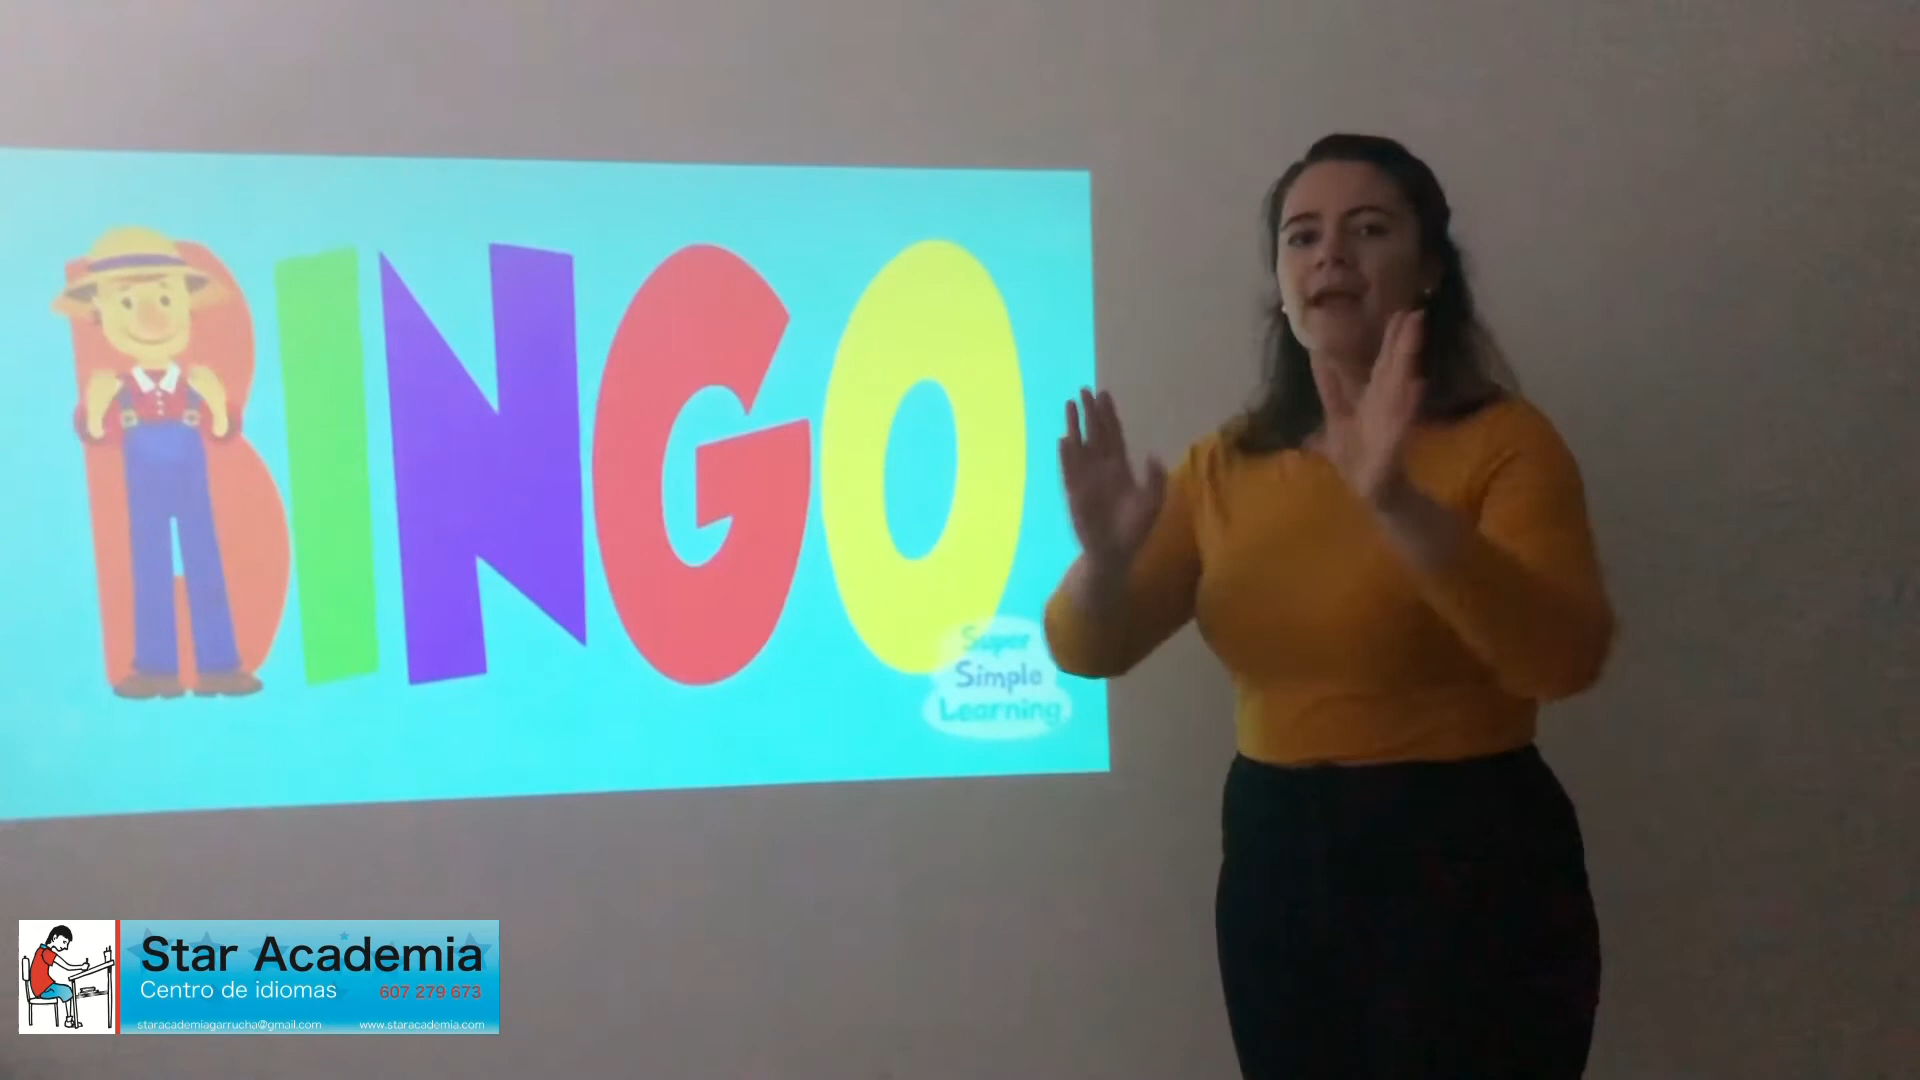 BINGO
Super
Simple
Learning
Star Academia
Centro de idiomas 607 279 673
staracademiagarrucha@gmail.com www.staracademia.com